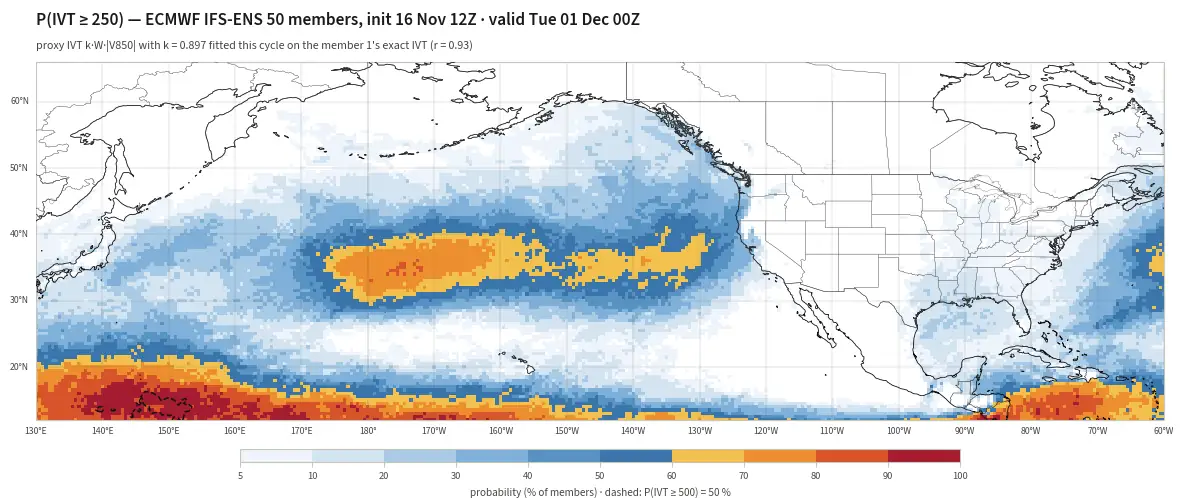 P(IVT ≥ 250) — ECMWF IFS-ENS 50 members, init 16 Nov 12Z · valid Tue 01 Dec 00Z
proxy IVT k·W·|V850| with k = 0.897 fitted this cycle on the member 1's exact IVT (r = 0.93)
60°N
50°N
40°N
30°N
20°N
130°E 140°E 150°E 160°E 170°E 180° 170°W 160°W 150°W 140°W 130°W 120°W 110°W 100°W 90°W 80°W 70°W 60°W
5 10 20 30 40 50 60 70 80 90 100
probability (% of members) · dashed: P(IVT ≥ 500) = 50 %